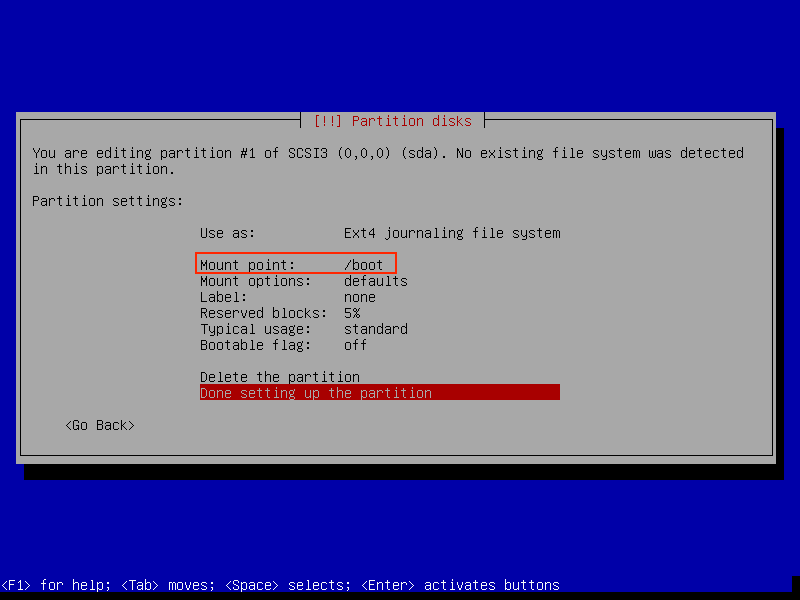 [!!] Partition disks
You are editing partition #1 of SCSI3 (0,0,0) (sda). No existing file system was detected
in this partition.
Partition settings:
Use as: Ext4 journaling file system
Mount point: /boot
Mount options: defaults
Label: none
Reserved blocks: 5%
Typical usage: standard
Bootable flag: off
Delete the partition
Done setting up the partition
<Go Back>
<F1> for help; <Tab> moves; <Space> selects; <Enter> activates buttons